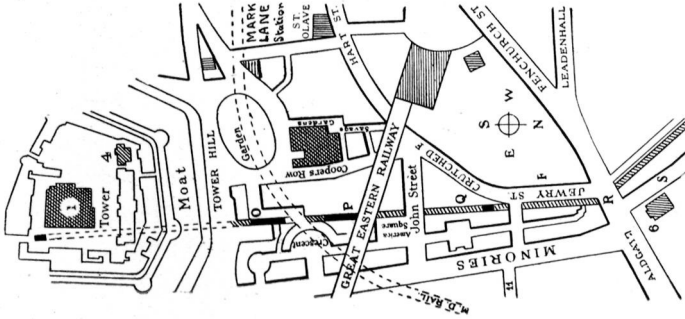 MARK
LANE
Station
ST.
OLAVE
HART ST.
FENCHURCH ST
LEADENHALL
S W
E N
Savage
Gardens
Garden
Coopers Row
CRUTCHED F
GREAT EASTERN RAILWAY
TOWER HILL
Moat
Tower
4
1
O
P
Q
R
S
F
H
6
JEWRY ST
John Street
America
Square
Crescent
MINORIES
ALDGATE
M.D. RAIL